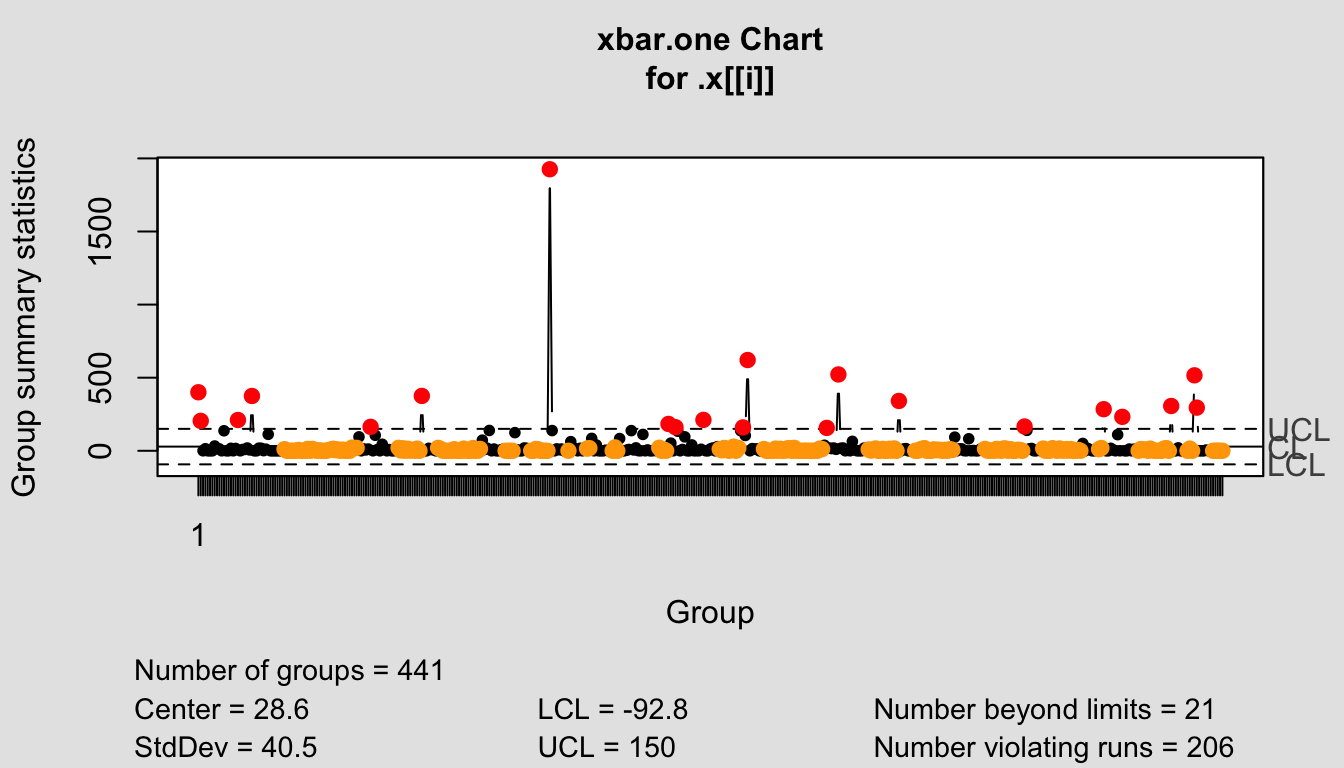 xbar.one Chart
for .x[[i]]
Group summary statistics
1500
500
0
UCL
CL
LCL
1
Group
Number of groups = 441
Center = 28.6
LCL = -92.8
Number beyond limits = 21
StdDev = 40.5
UCL = 150
Number violating runs = 206